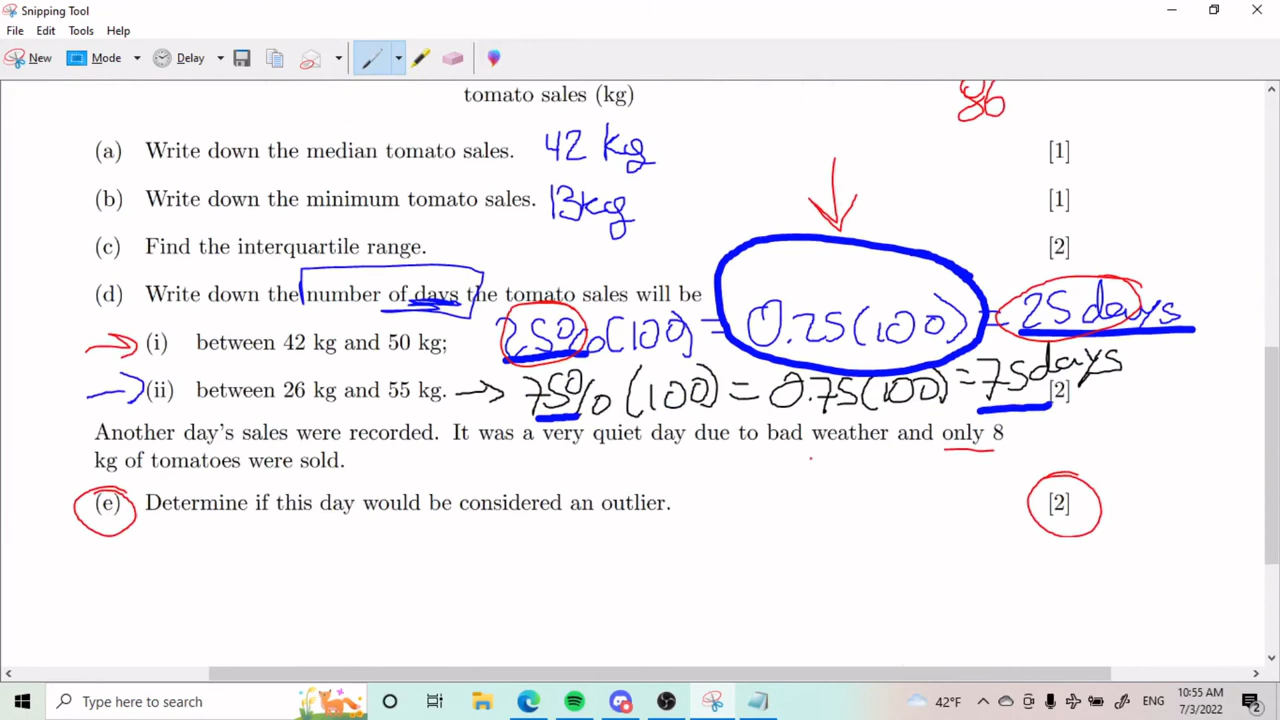 Snipping Tool
File Edit Tools Help
New Mode Delay
tomato sales (kg)
86
(a) Write down the median tomato sales. 42 kg [1]
(b) Write down the minimum tomato sales. 13kg [1]
(c) Find the interquartile range. [2]
(d) Write down the number of days the tomato sales will be
(i) between 42 kg and 50 kg; 25%(100) = 0.25(100) = 25 days
(ii) between 26 kg and 55 kg. → 75% (100) = 0.75(100) = 75 days [2]
Another day's sales were recorded. It was a very quiet day due to bad weather and only 8
kg of tomatoes were sold.
(e) Determine if this day would be considered an outlier. [2]
Type here to search
42°F ENG 10:55 AM
7/3/2022 2